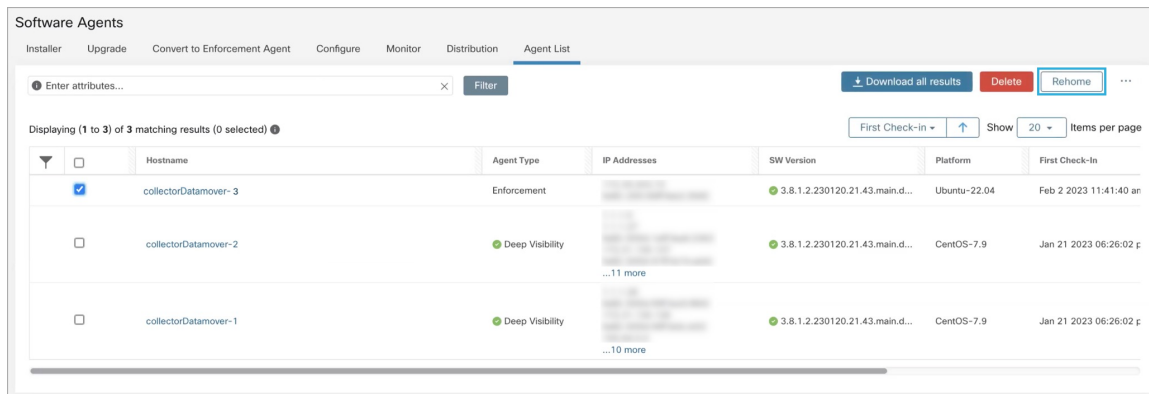 Software Agents
Installer Upgrade Convert to Enforcement Agent Configure Monitor Distribution Agent List
Enter attributes... × Filter Download all results Delete Rehome ...
Displaying (1 to 3) of 3 matching results (0 selected) First Check-in ↑ Show 20 Items per page
Hostname Agent Type IP Addresses SW Version Platform First Check-In
collectorDatamover- 3 Enforcement 3.8.1.2.230120.21.43.main.d... Ubuntu-22.04 Feb 2 2023 11:41:40 an
collectorDatamover-2 Deep Visibility 3.8.1.2.230120.21.43.main.d... CentOS-7.9 Jan 21 2023 06:26:02 p
...11 more
collectorDatamover-1 Deep Visibility 3.8.1.2.230120.21.43.main.d... CentOS-7.9 Jan 21 2023 06:26:02 p
...10 more